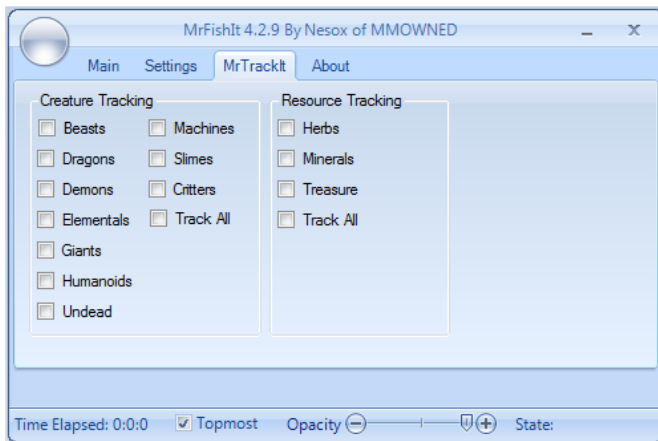 MrFishIt 4.2.9 By Nesox of MMOWNED
Main Settings MrTrackIt About
Creature Tracking Resource Tracking
Beasts Machines Herbs
Dragons Slimes Minerals
Demons Critters Treasure
Elementals Track All Track All
Giants
Humanoids
Undead
Time Elapsed: 0:0:0 Topmost Opacity State: